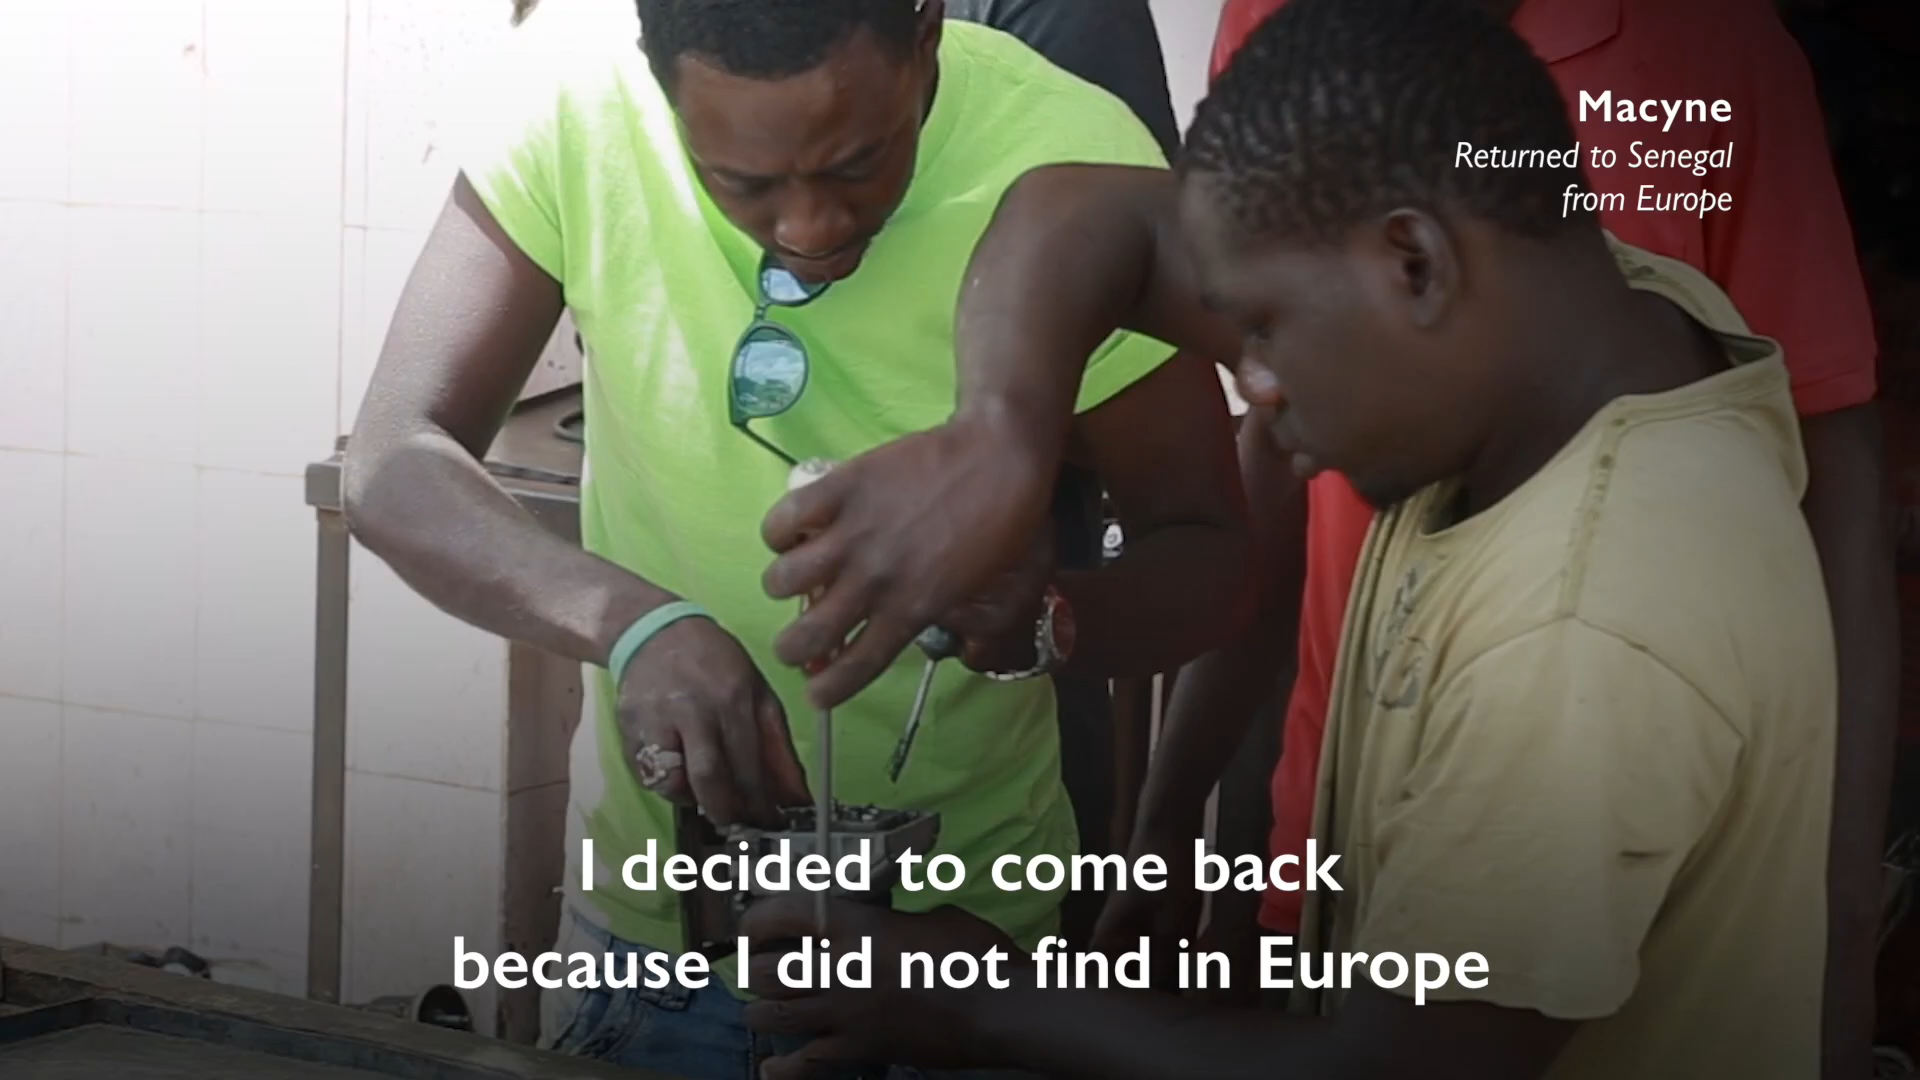 Macyne
Returned to Senegal
from Europe
I decided to come back
because I did not find in Europe